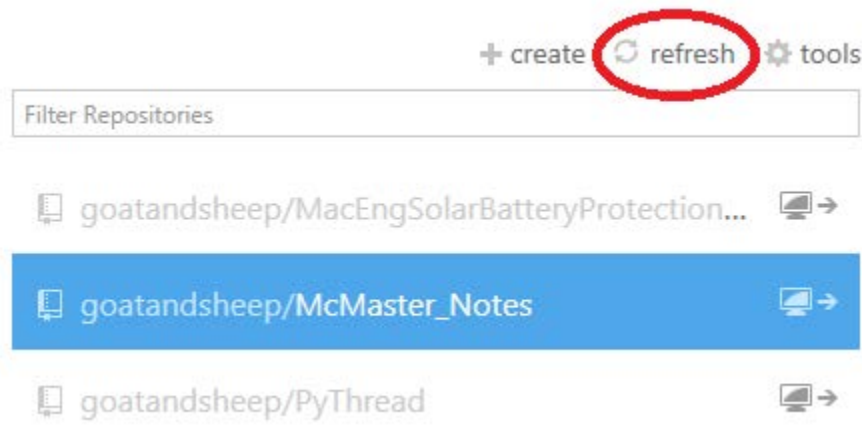 create refresh tools
Filter Repositories
goatandsheep/MacEngSolarBatteryProtection...
goatandsheep/McMaster_Notes
goatandsheep/PyThread